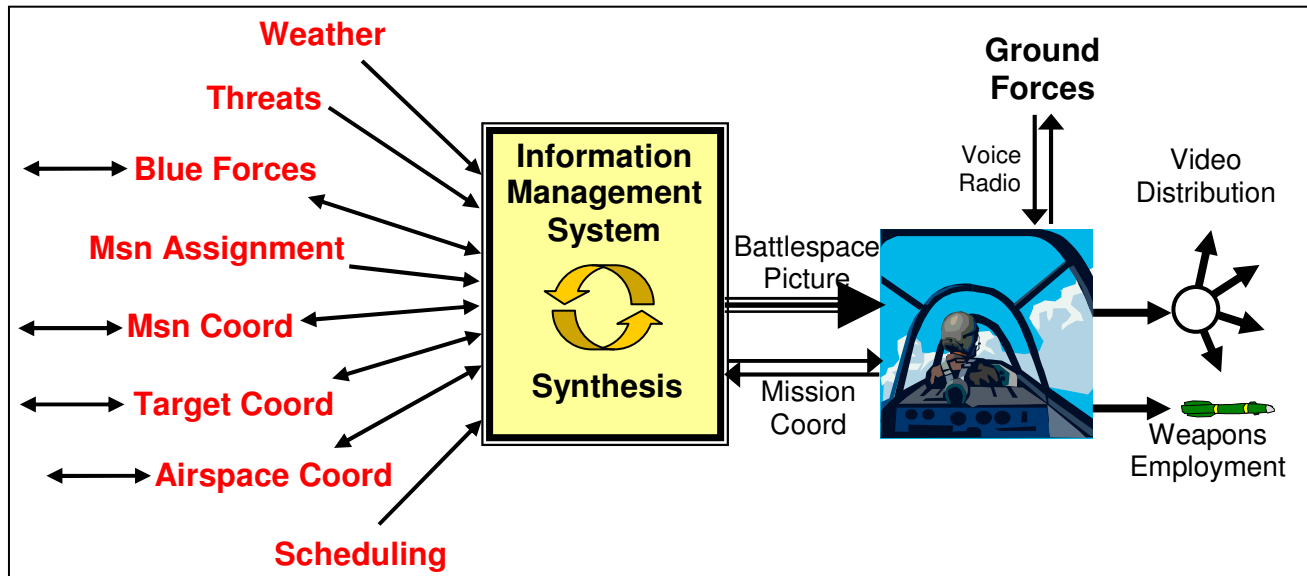 Weather
Threats
Blue Forces
Msn Assignment
Msn Coord
Target Coord
Airspace Coord
Scheduling
Information
Management
System
Synthesis
Battlespace
Picture
Mission
Coord
Ground
Forces
Voice
Radio
Video
Distribution
Weapons
Employment